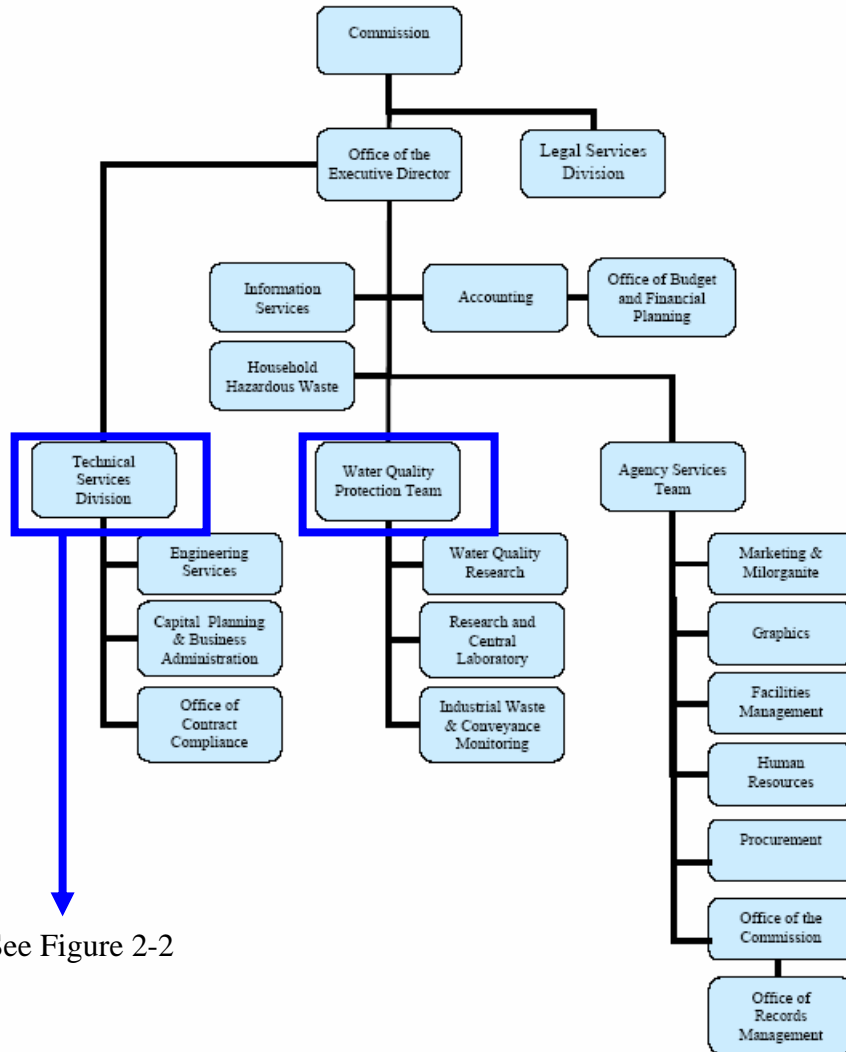 Commission
Office of the
Executive Director
Legal Services
Division
Information
Services
Accounting
Office of Budget
and Financial
Planning
Household
Hazardous Waste
Technical
Services
Division
Water Quality
Protection Team
Agency Services
Team
Engineering
Services
Capital Planning
& Business
Administration
Office of
Contract
Compliance
Water Quality
Research
Research and
Central
Laboratory
Industrial Waste
& Conveyance
Monitoring
Marketing &
Milorganite
Graphics
Facilities
Management
Human
Resources
Procurement
Office of the
Commission
Office of
Records
Management
See Figure 2-2